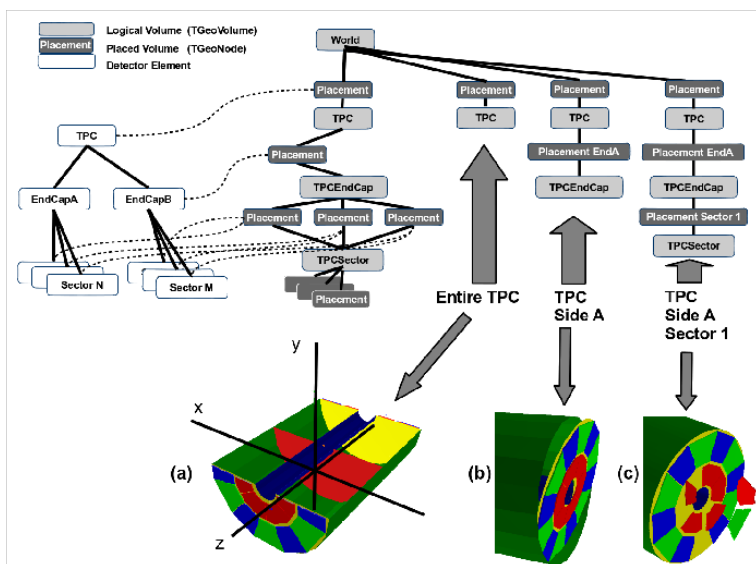 Logical Volume (TGeoVolume)
Placement Placed Volume (TGeoNode)
Detector Element
World
Placement Placement Placement Placement
TPC TPC TPC TPC
TPC
Placement Placement EndA Placement EndA
EndCapA EndCapB TPCEndCap TPCEndCap TPCEndCap
Placement Placement Placement Placement Sector 1
TPCSector TPCSector
Sector N Sector M
Placement
Entire TPC
TPC
Side A
TPC
Side A
Sector 1
y
x
z
(a) (b) (c)